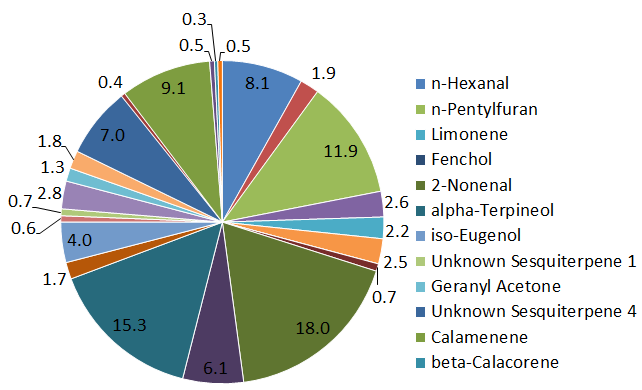 0.3
0.5
0.5
8.1
1.9
11.9
2.6
2.2
2.5
0.7
18.0
6.1
15.3
1.7
4.0
0.6
0.7
2.8
1.3
1.8
7.0
0.4
9.1
n-Hexanal
n-Pentylfuran
Limonene
Fenchol
2-Nonenal
alpha-Terpineol
iso-Eugenol
Unknown Sesquiterpene 1
Geranyl Acetone
Unknown Sesquiterpene 4
Calamenene
beta-Calacorene